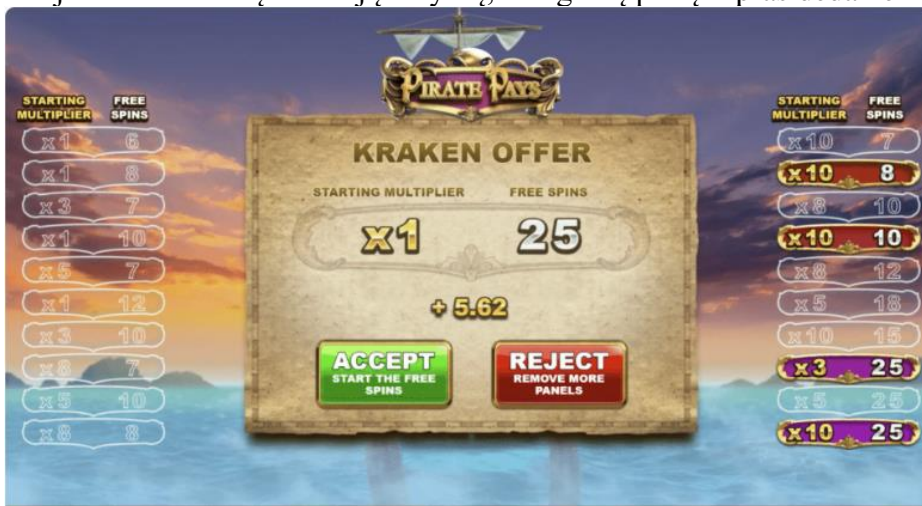 PIRATE PAYS
STARTING MULTIPLIER FREE SPINS
x1 6
x1 8
x3 7
x1 10
x5 7
x1 12
x3 10
x8 7
x5 10
x8 8
KRAKEN OFFER
STARTING MULTIPLIER FREE SPINS
x1 25
+ 5.62
ACCEPT
START THE FREE
SPINS
REJECT
REMOVE MORE
PANELS
STARTING MULTIPLIER FREE SPINS
x10 7
x10 8
x8 10
x10 10
x8 12
x5 18
x10 15
x3 25
x5 25
x10 25